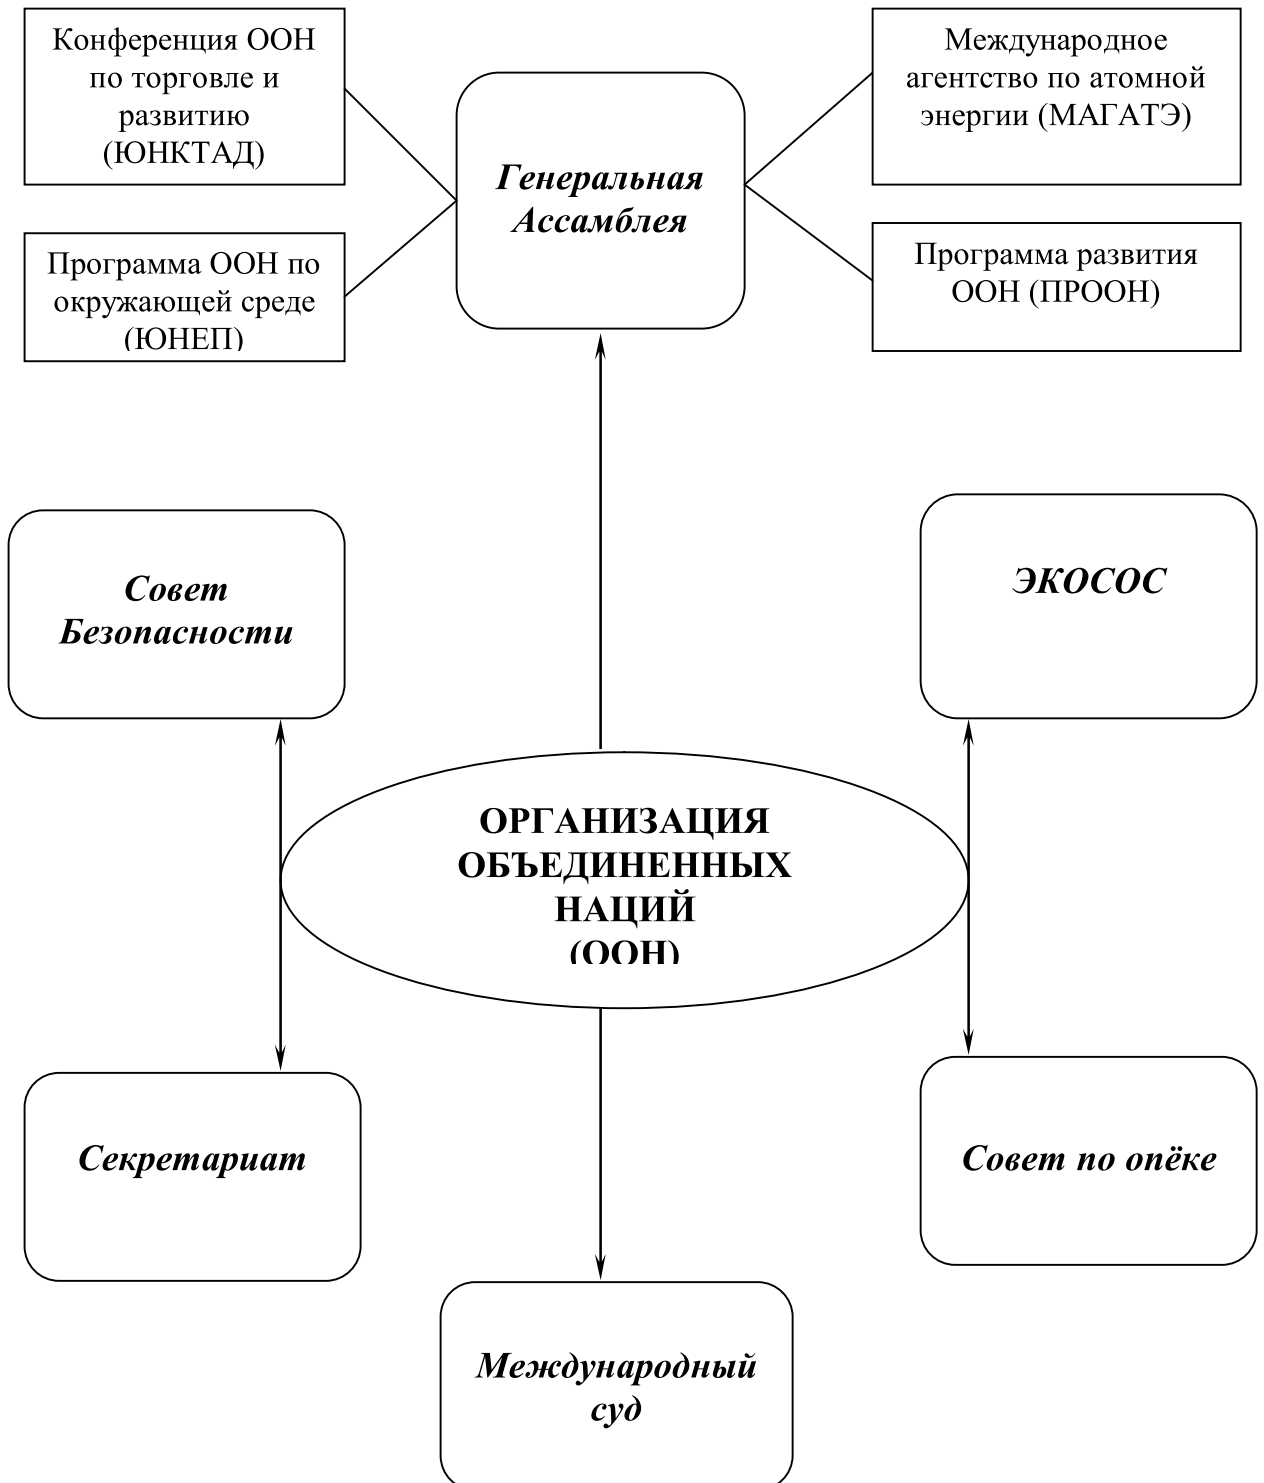 Конференция ООН
по торговле и
развитию
(ЮНКТАД)
Международное
агентство по атомной
энергии (МАГАТЭ)
Генеральная
Ассамблея
Программа ООН по
окружающей среде
(ЮНЕП)
Программа развития
ООН (ПРООН)
Совет
Безопасности
ЭКОСОС
ОРГАНИЗАЦИЯ
ОБЪЕДИНЕННЫХ
НАЦИЙ
(ООН)
Секретариат
Совет по опёке
Международный
суд